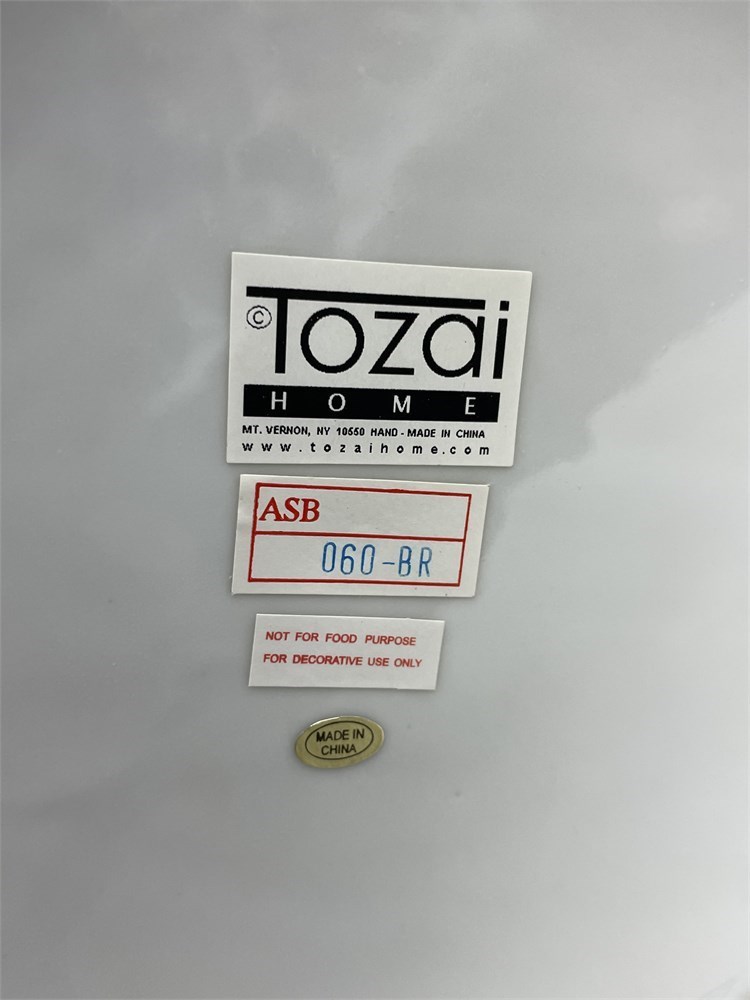 © Tozai
HOME
MT. VERNON, NY 10550 HAND-MADE IN CHINA
www.tozaihome.com
ASB
060-BR
NOT FOR FOOD PURPOSE
FOR DECORATIVE USE ONLY
MADE IN
CHINA